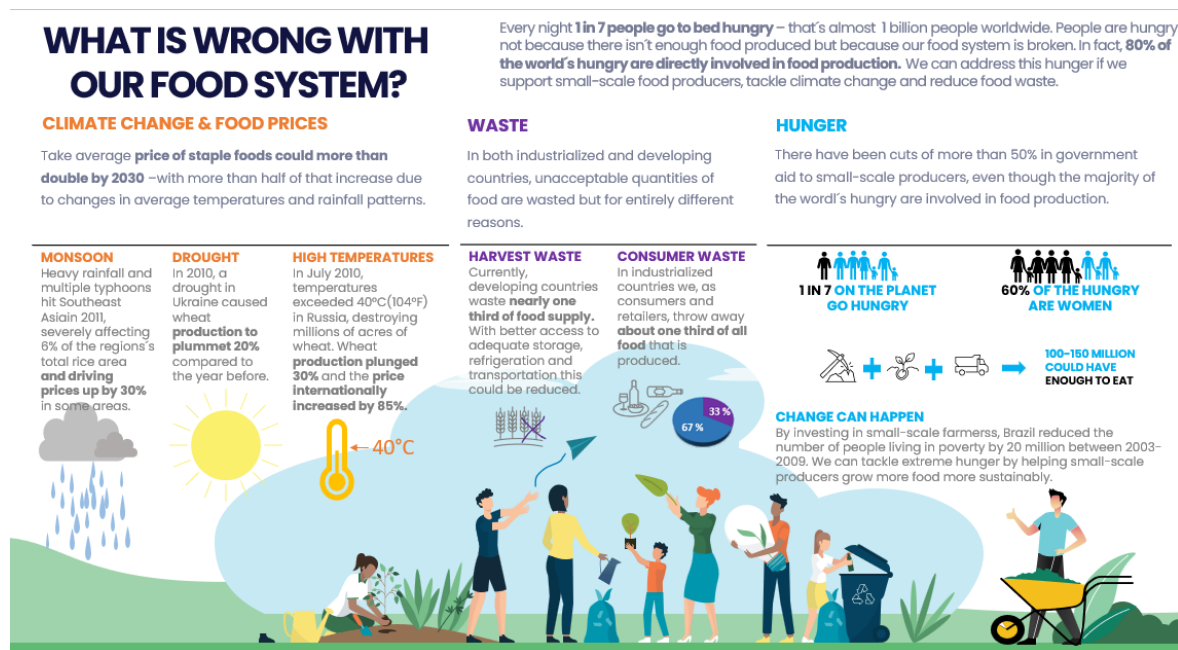 WHAT IS WRONG WITH
OUR FOOD SYSTEM?
Every night 1 in 7 people go to bed hungry – that´s almost 1 billion people worldwide. People are hungry
not because there isn´t enough food produced but because our food system is broken. In fact, 80% of
the world´s hungry are directly involved in food production. We can address this hunger if we
support small-scale food producers, tackle climate change and reduce food waste.
CLIMATE CHANGE & FOOD PRICES
Take average price of staple foods could more than
double by 2030 –with more than half of that increase due
to changes in average temperatures and rainfall patterns.
MONSOON
Heavy rainfall and
multiple typhoons
hit Southeast
Asiain 2011,
severely affecting
6% of the regions´s
total rice area
and driving
prices up by 30%
in some areas.
DROUGHT
In 2010, a
drought in
Ukraine caused
wheat
production to
plummet 20%
compared to
the year before.
HIGH TEMPERATURES
In July 2010,
temperatures
exceeded 40ºC(104ºF)
in Russia, destroying
millions of acres of
wheat. Wheat
production plunged
30% and the price
internationally
increased by 85%.
40°C
WASTE
In both industrialized and developing
countries, unacceptable quantities of
food are wasted but for entirely different
reasons.
HARVEST WASTE
Currently,
developing countries
waste nearly one
third of food supply.
With better access to
adequate storage,
refrigeration and
transportation this
could be reduced.
CONSUMER WASTE
In industrialized
countries we, as
consumers and
retailers, throw away
about one third of all
food that is
produced.
33 %
67 %
HUNGER
There have been cuts of more than 50% in government
aid to small-scale producers, even though the majority of
the wordl´s hungry are involved in food production.
1 IN 7 ON THE PLANET
GO HUNGRY
60% OF THE HUNGRY
ARE WOMEN
100-150 MILLION
COULD HAVE
ENOUGH TO EAT
CHANGE CAN HAPPEN
By investing in small-scale farmerss, Brazil reduced the
number of people living in poverty by 20 million between 2003-
2009. We can tackle extreme hunger by helping small-scale
producers grow more food more sustainably.